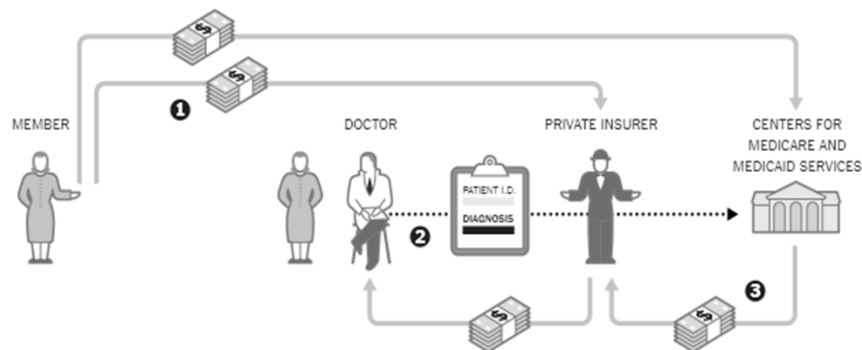 1
MEMBER
DOCTOR
PRIVATE INSURER
CENTERS FOR
MEDICARE AND
MEDICAID SERVICES
PATIENT I.D.
DIAGNOSIS
2
3
$
$
$
$